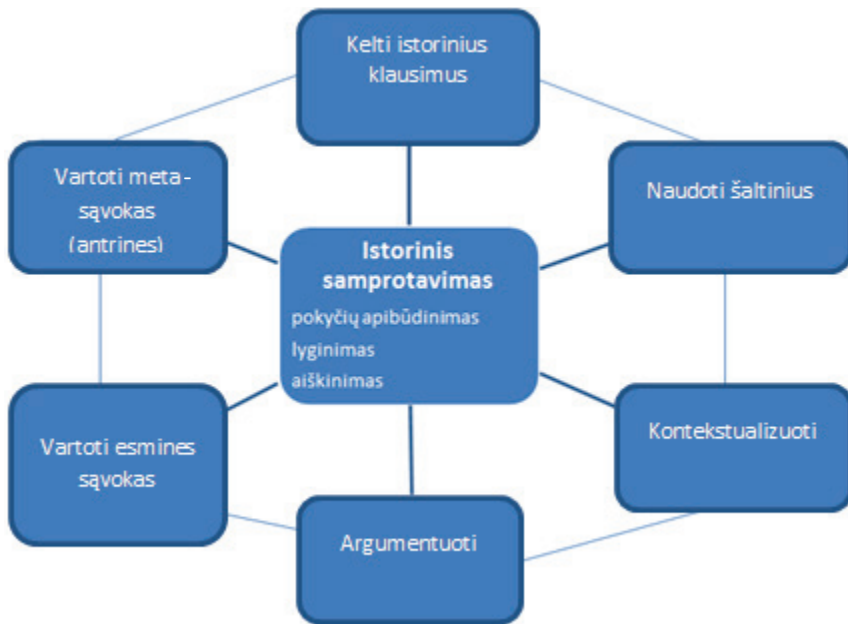 Kelti istorinius
klausimus
Vartoti meta-
sąvokas
(antrines)
Naudoti šaltinius
Istorinis
samprotavimas
pokyčių apibūdinimas
lyginimas
aiškinimas
Vartoti esmines
sąvokas
Kontekstualizuoti
Argumentuoti